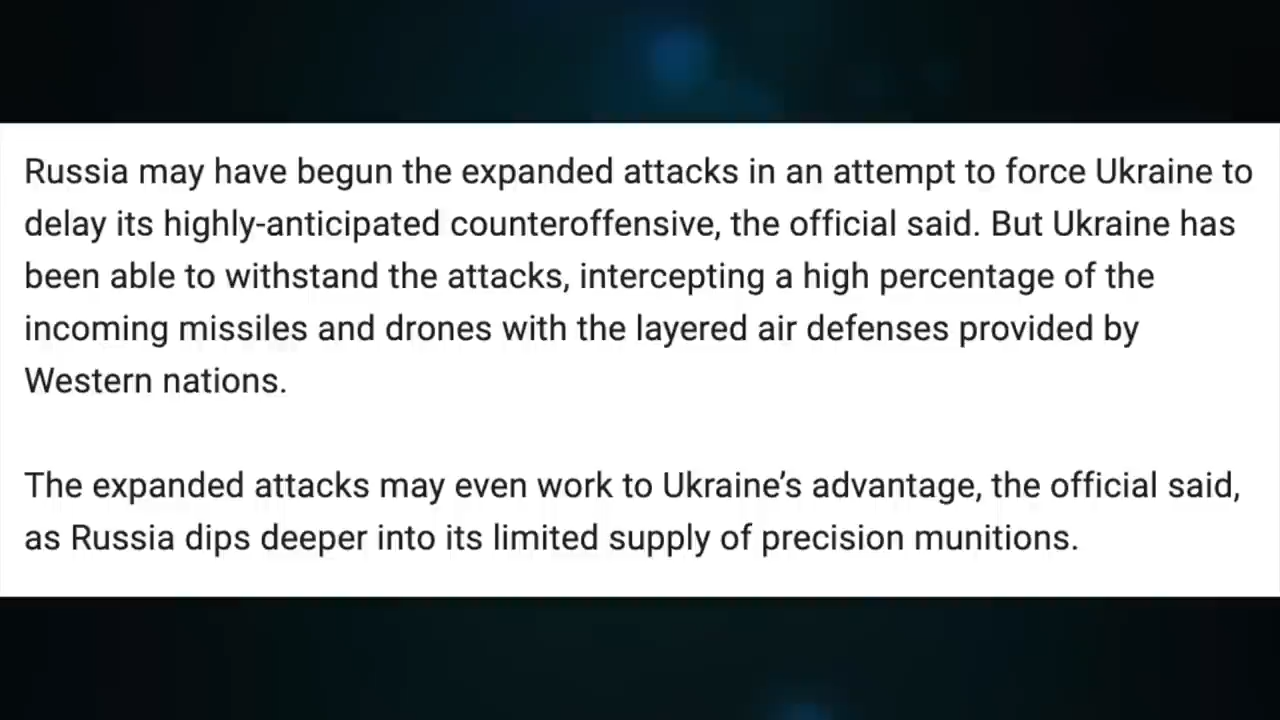 Russia may have begun the expanded attacks in an attempt to force Ukraine to
delay its highly-anticipated counteroffensive, the official said. But Ukraine has
been able to withstand the attacks, intercepting a high percentage of the
incoming missiles and drones with the layered air defenses provided by
Western nations.
The expanded attacks may even work to Ukraine’s advantage, the official said,
as Russia dips deeper into its limited supply of precision munitions.